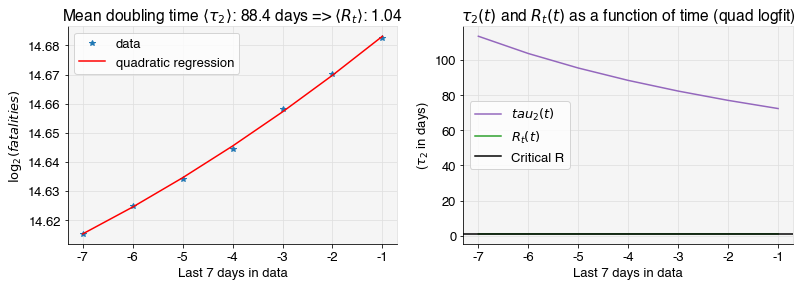 Mean doubling time ⟨τ₂⟩: 88.4 days => ⟨Rₜ⟩: 1.04
data
quadratic regression
14.68
14.67
14.66
14.65
14.64
14.63
14.62
log₂(fatalities)
-7 -6 -5 -4 -3 -2 -1
Last 7 days in data
τ₂(t) and Rₜ(t) as a function of time (quad logfit)
100
80
60
40
20
0
(τ₂ in days)
tau₂(t)
Rₜ(t)
Critical R
-7 -6 -5 -4 -3 -2 -1
Last 7 days in data